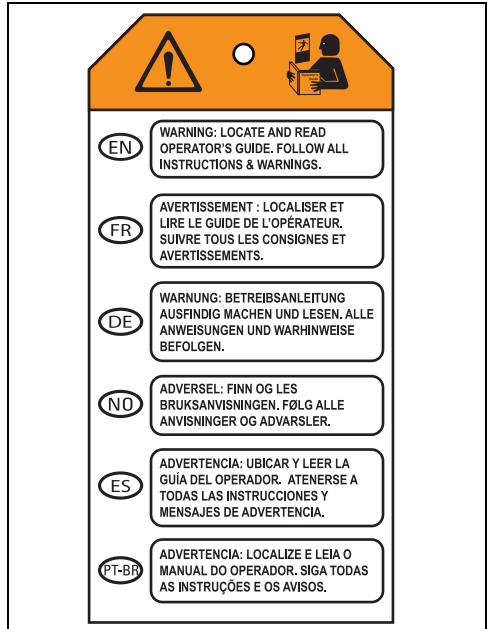 Operator's
Guide
EN
WARNING: LOCATE AND READ
OPERATOR'S GUIDE. FOLLOW ALL
INSTRUCTIONS & WARNINGS.
FR
AVERTISSEMENT : LOCALISER ET
LIRE LE GUIDE DE L'OPÉRATEUR.
SUIVRE TOUS LES CONSIGNES ET
AVERTISSEMENTS.
DE
WARNUNG: BETREIBSANLEITUNG
AUSFINDIG MACHEN UND LESEN. ALLE
ANWEISUNGEN UND WARHINWEISE
BEFOLGEN.
NO
ADVERSEL: FINN OG LES
BRUKSANVISNINGEN. FØLG ALLE
ANVISNINGER OG ADVARSLER.
ES
ADVERTENCIA: UBICAR Y LEER LA
GUÍA DEL OPERADOR. ATENERSE A
TODAS LAS INSTRUCCIONES Y
MENSAJES DE ADVERTENCIA.
PT-BR
ADVERTENCIA: LOCALIZE E LEIA O
MANUAL DO OPERADOR. SIGA TODAS
AS INSTRUÇÕES E OS AVISOS.